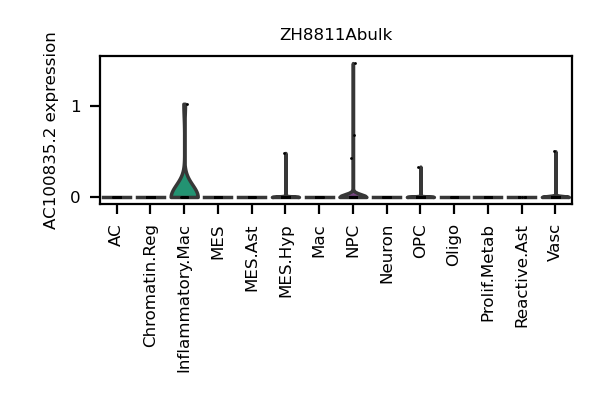 ZH8811Abulk
AC100835.2 expression
1
0
AC
Chromatin.Reg
Inflammatory.Mac
MES
MES.Ast
MES.Hyp
Mac
NPC
Neuron
OPC
Oligo
Prolif.Metab
Reactive.Ast
Vasc